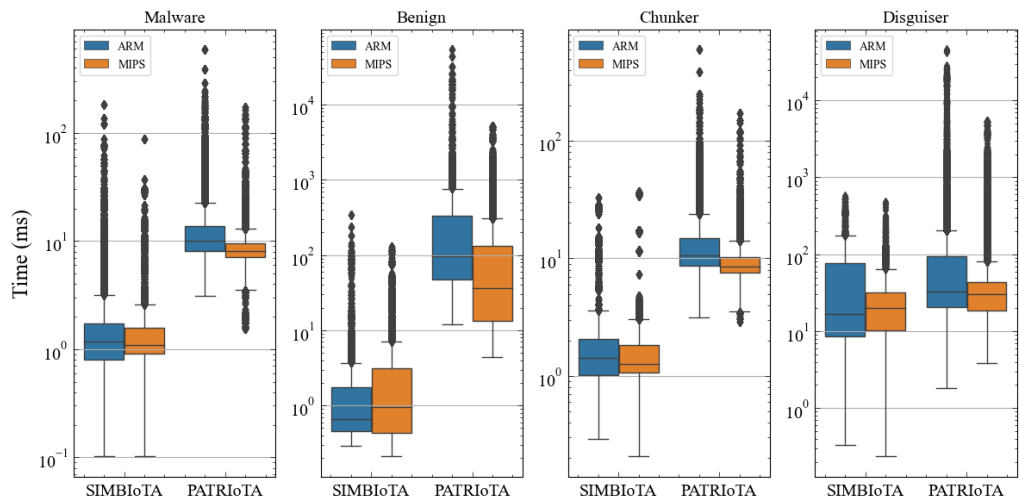 Malware
Benign
Chunker
Disguiser
Time (ms)
ARM
MIPS
10²
10¹
10⁰
10⁻¹
SIMBIoTA
PATRIoTA
ARM
MIPS
10⁴
10³
10²
10¹
10⁰
SIMBIoTA
PATRIoTA
ARM
MIPS
10²
10¹
10⁰
SIMBIoTA
PATRIoTA
ARM
MIPS
10⁴
10³
10²
10¹
10⁰
SIMBIoTA
PATRIoTA